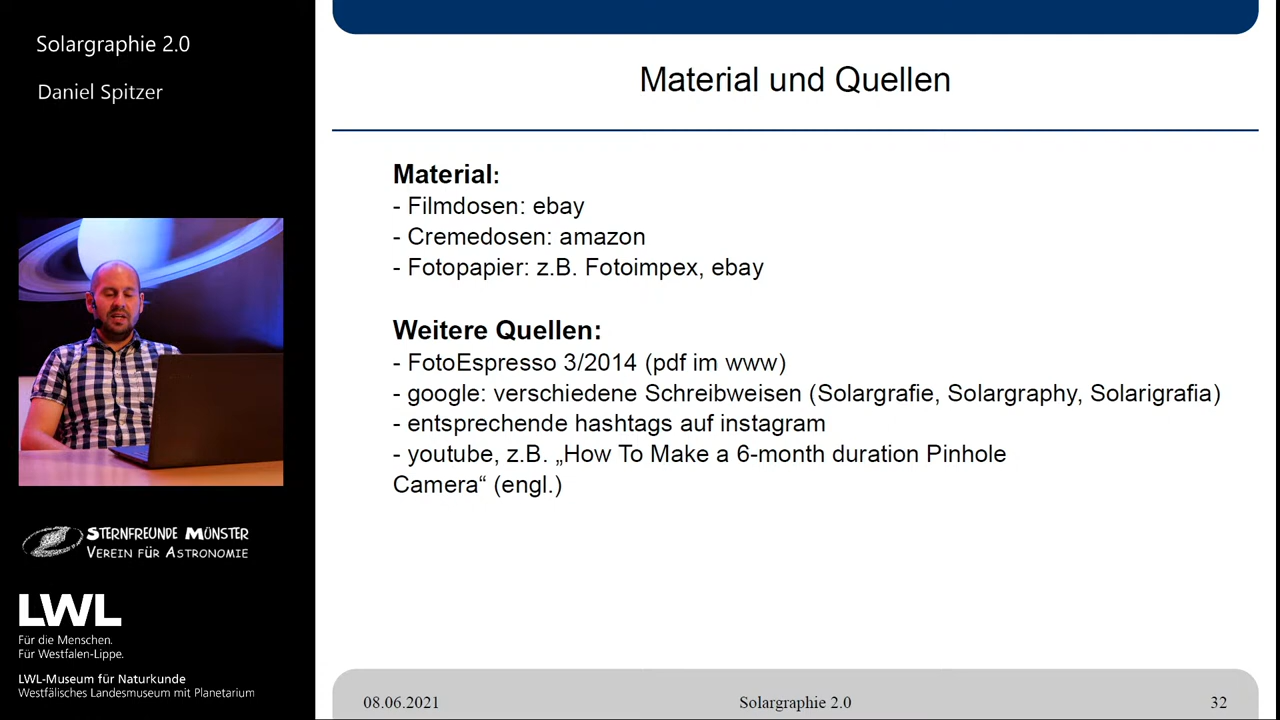 Solargraphie 2.0
Daniel Spitzer
STERNFREUNDE MÜNSTER
VEREIN FÜR ASTRONOMIE
LWL
Für die Menschen.
Für Westfalen-Lippe.
LWL-Museum für Naturkunde
Westfälisches Landesmuseum mit Planetarium
Material und Quellen
Material:
- Filmdosen: ebay
- Cremedosen: amazon
- Fotopapier: z.B. Fotoimpex, ebay
Weitere Quellen:
- FotoEspresso 3/2014 (pdf im www)
- google: verschiedene Schreibweisen (Solargrafie, Solargraphy, Solarigrafia)
- entsprechende hashtags auf instagram
- youtube, z.B. „How To Make a 6-month duration Pinhole
Camera“ (engl.)
08.06.2021
Solargraphie 2.0
32